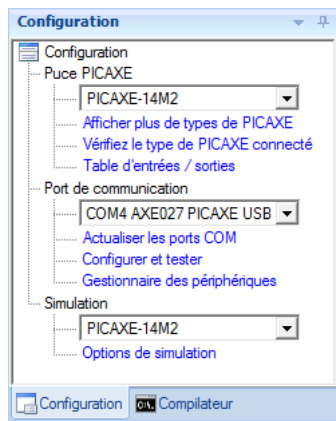 Configuration
Configuration
Puce PICAXE
PICAXE-14M2
Afficher plus de types de PICAXE
Vérifiez le type de PICAXE connecté
Table d'entrées / sorties
Port de communication
COM4 AXE027 PICAXE USB
Actualiser les ports COM
Configurer et tester
Gestionnaire des périphériques
Simulation
PICAXE-14M2
Options de simulation
Configuration Compilateur